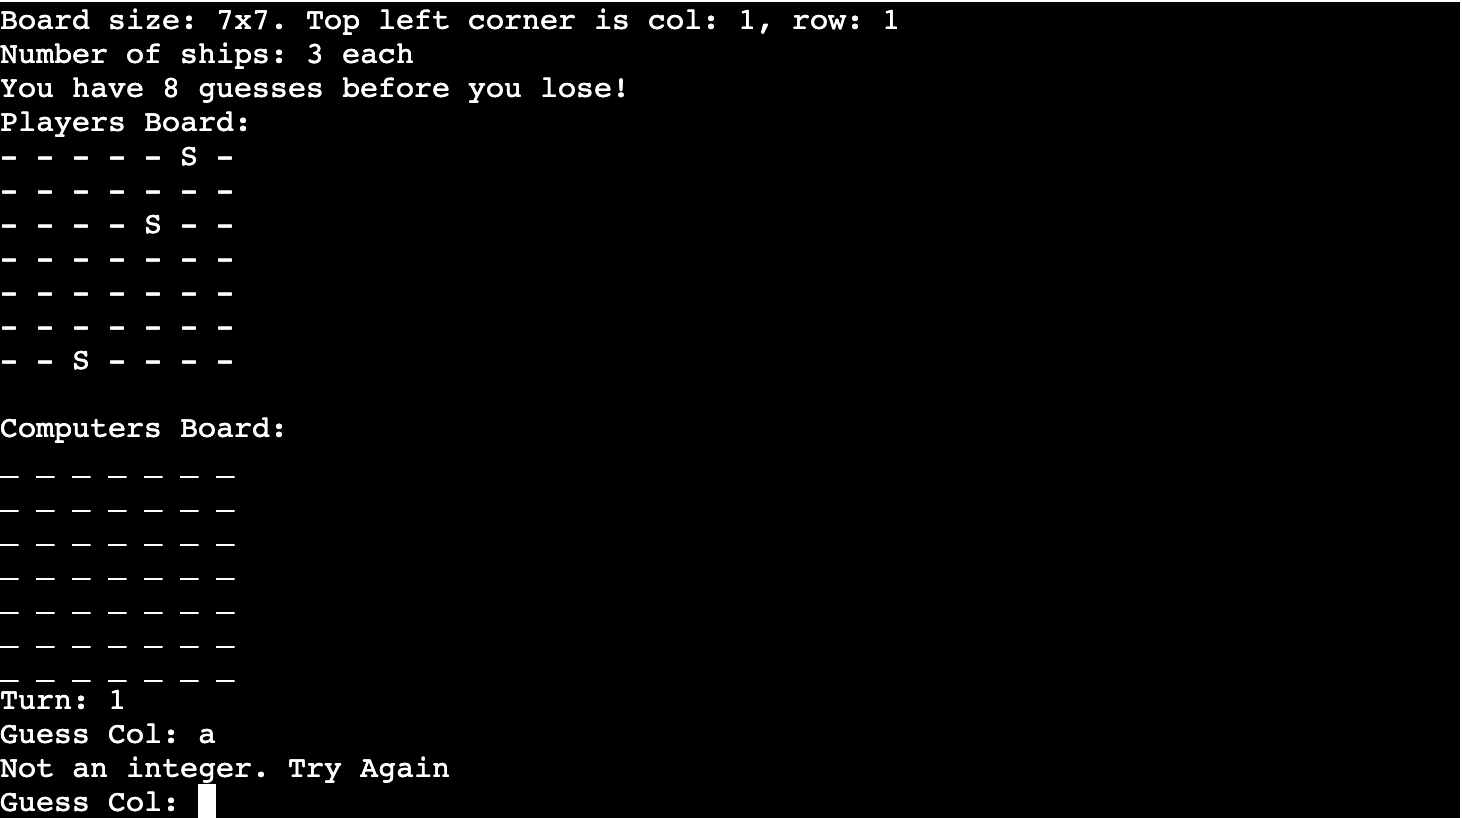 Board size: 7x7. Top left corner is col: 1, row: 1
Number of ships: 3 each
You have 8 guesses before you lose!
Players Board:
- - - - - S -
- - - - - - -
- - - - S - -
- - - - - - -
- - - - - - -
- - - - - - -
- - S - - - -

Computers Board:
_ _ _ _ _ _ _
_ _ _ _ _ _ _
_ _ _ _ _ _ _
_ _ _ _ _ _ _
_ _ _ _ _ _ _
_ _ _ _ _ _ _
_ _ _ _ _ _ _
Turn: 1
Guess Col: a
Not an integer. Try Again
Guess Col: